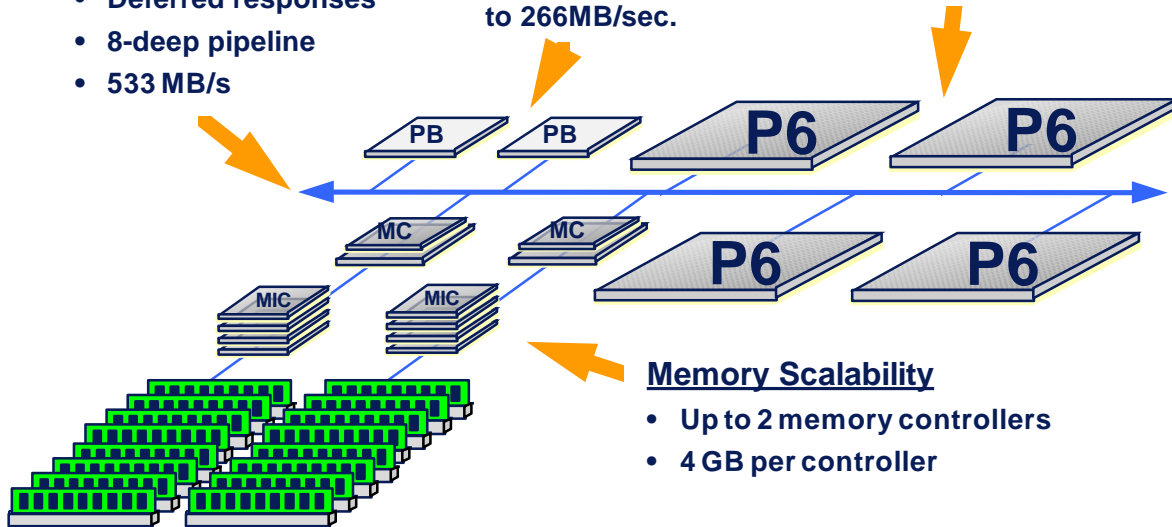 • Deferred responses
to 266MB/sec.
• 8-deep pipeline
• 533 MB/s
PB PB P6 P6
MC MC
P6 P6
MIC MIC
Memory Scalability
• Up to 2 memory controllers
• 4 GB per controller